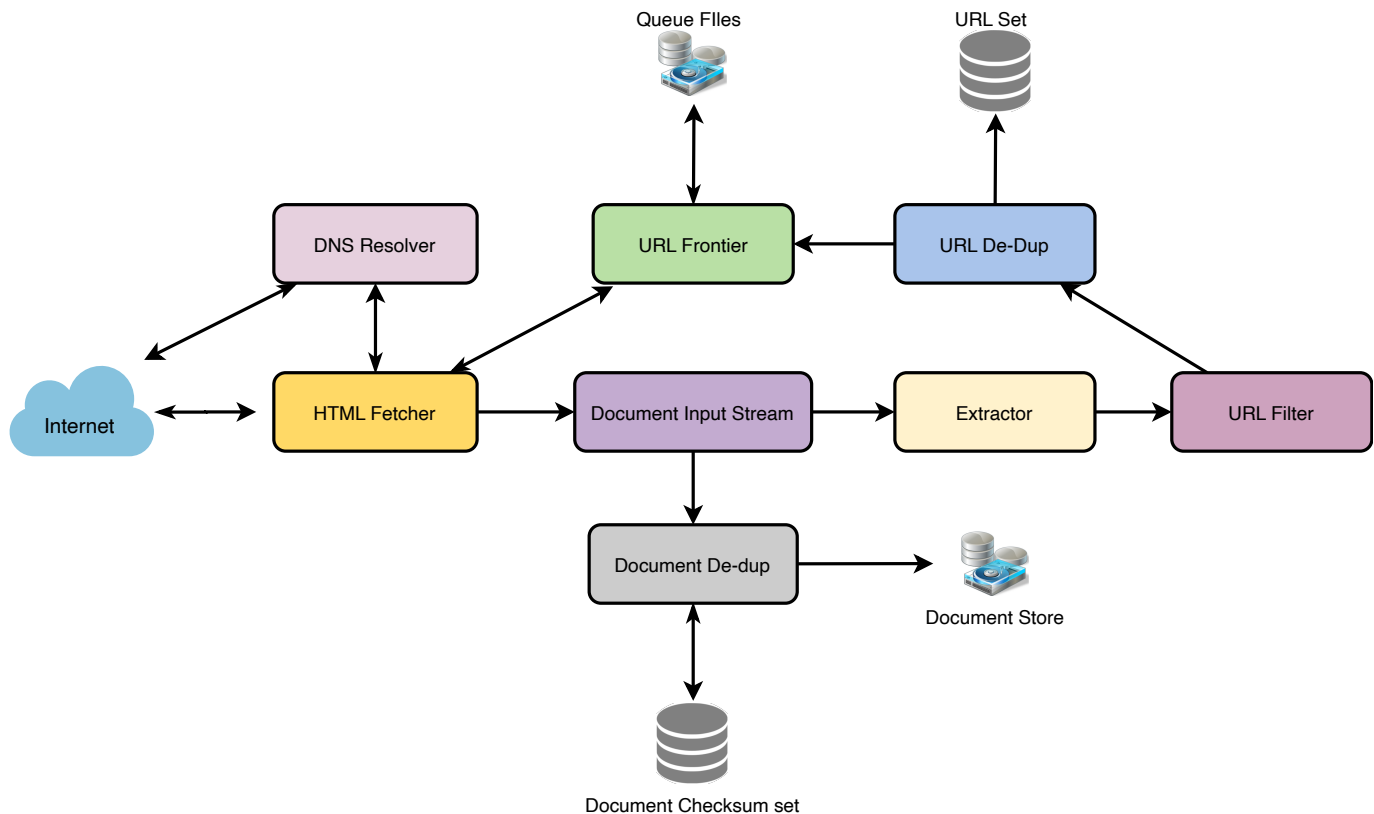 Queue FIles
URL Set
DNS Resolver
URL Frontier
URL De-Dup
Internet
HTML Fetcher
Document Input Stream
Extractor
URL Filter
Document De-dup
Document Store
Document Checksum set